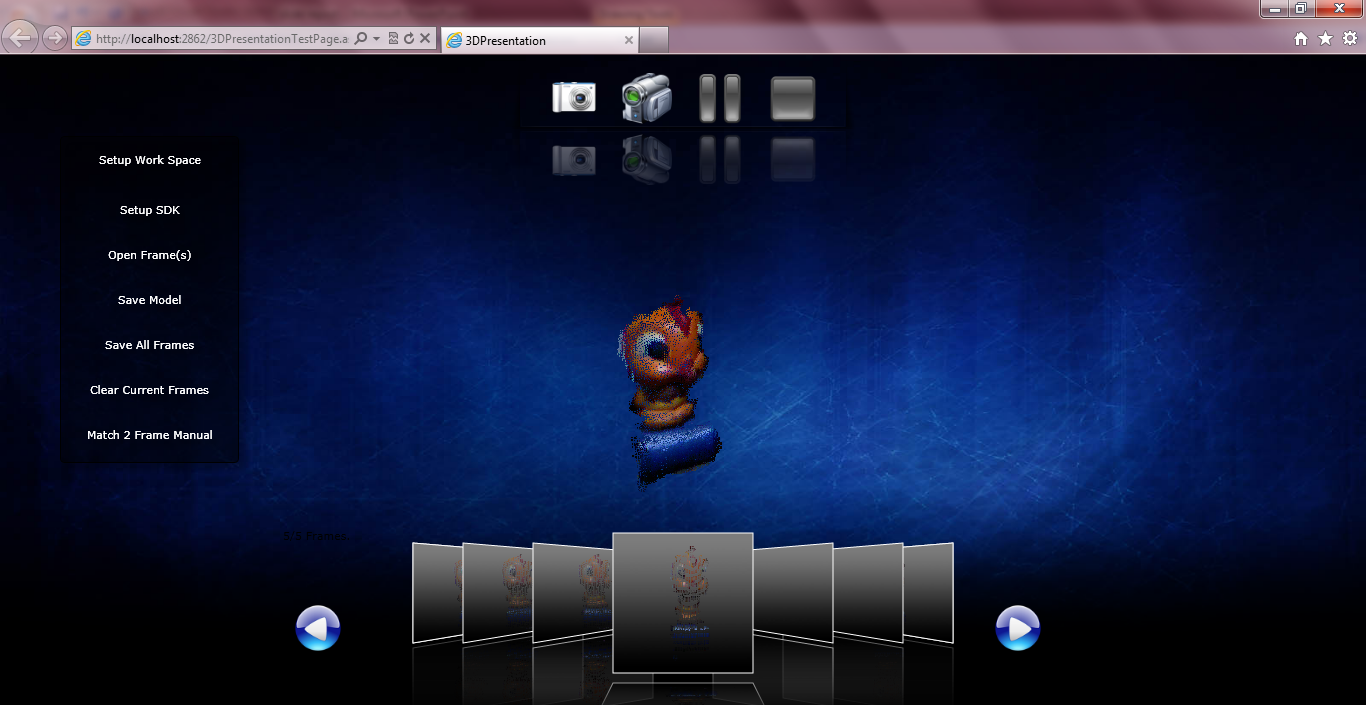 http://localhost:2862/3DPresentationTestPage.a
3DPresentation
Setup Work Space
Setup SDK
Open Frame(s)
Save Model
Save All Frames
Clear Current Frames
Match 2 Frame Manual
Frames